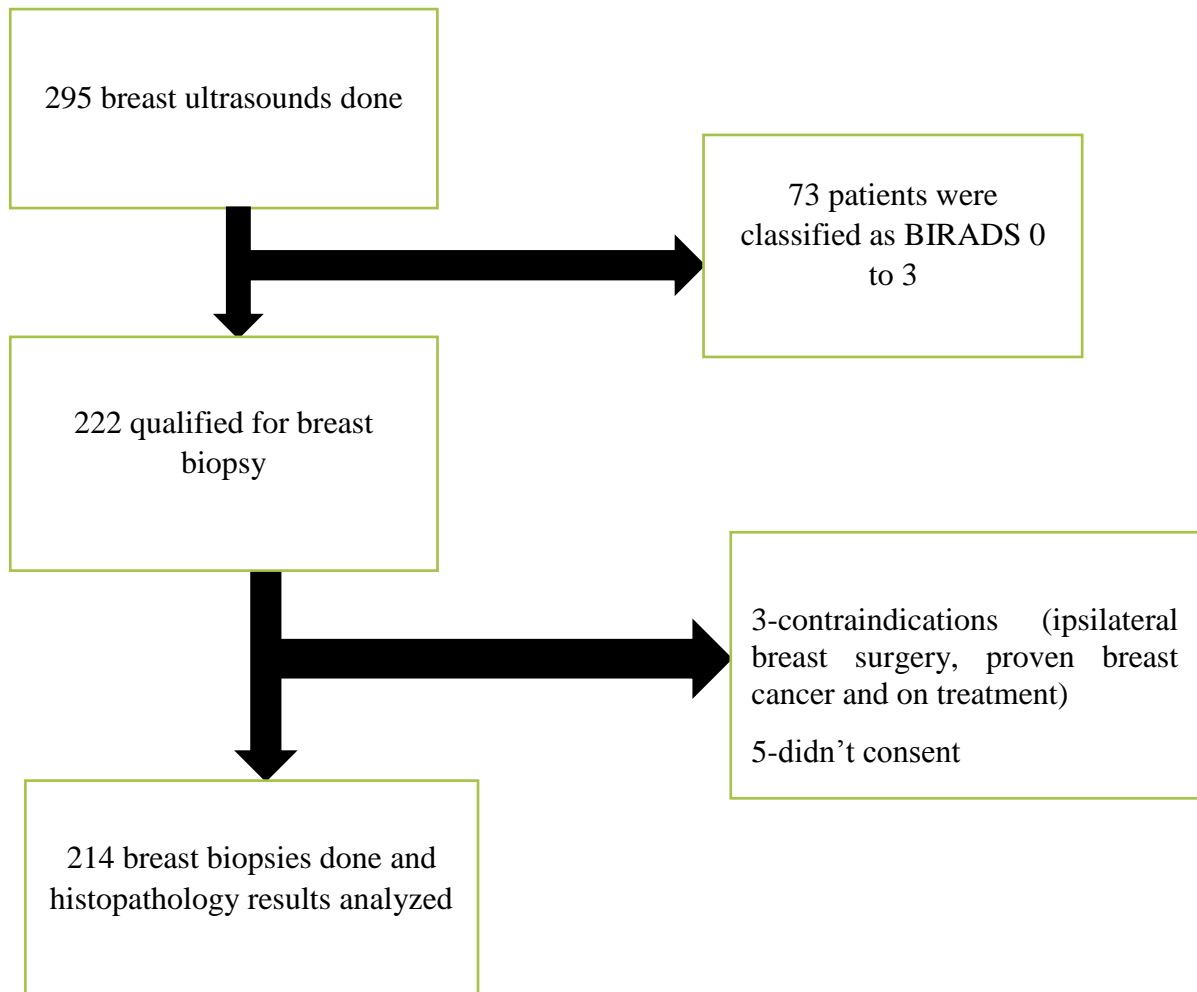 295 breast ultrasounds done
73 patients were
classified as BIRADS 0
to 3
222 qualified for breast
biopsy
3-contraindications (ipsilateral
breast surgery, proven breast
cancer and on treatment)
5-didn’t consent
214 breast biopsies done and
histopathology results analyzed